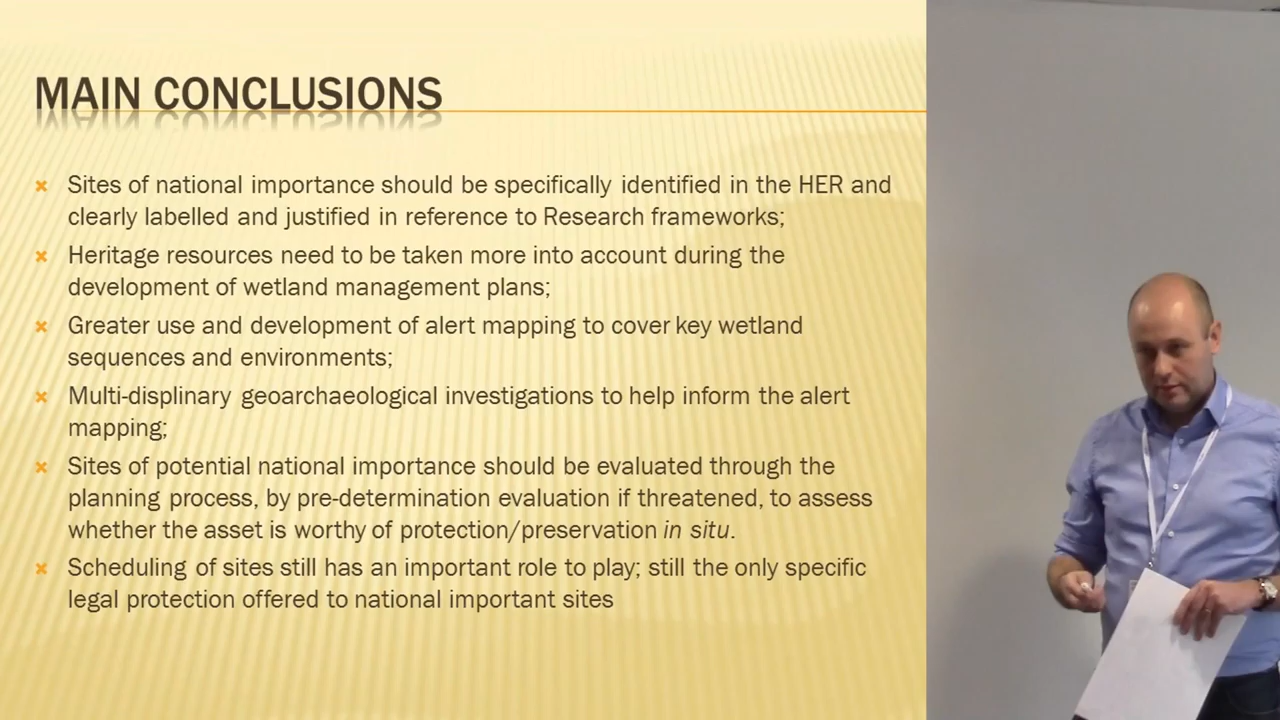 MAIN CONCLUSIONS
Sites of national importance should be specifically identified in the HER and
clearly labelled and justified in reference to Research frameworks;
Heritage resources need to be taken more into account during the
development of wetland management plans;
Greater use and development of alert mapping to cover key wetland
sequences and environments;
Multi-displinary geoarchaeological investigations to help inform the alert
mapping;
Sites of potential national importance should be evaluated through the
planning process, by pre-determination evaluation if threatened, to assess
whether the asset is worthy of protection/preservation in situ.
Scheduling of sites still has an important role to play; still the only specific
legal protection offered to national important sites